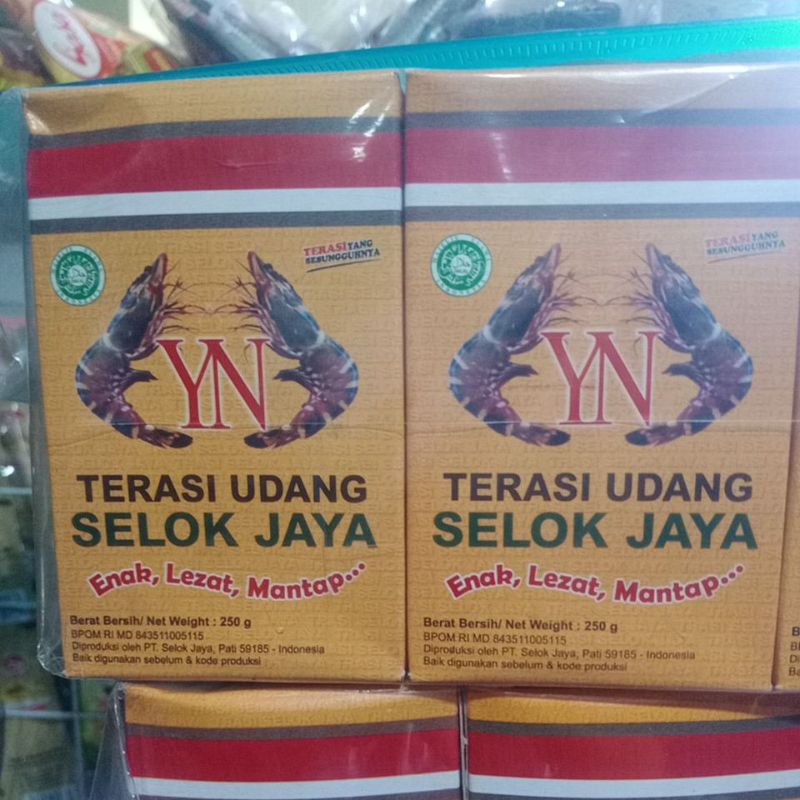 TERASI YANG
SESUNGGUHNYA
YN
TERASI UDANG
SELOK JAYA
Enak, Lezat, Mantap...
Berat Bersih/ Net Weight : 250 g
BPOM RI MD 843511005115
Diproduksi oleh PT. Selok Jaya, Pati 59185 - Indonesia
Baik digunakan sebelum & kode produksi
TERASI YANG
SESUNGGUHNYA
YN
TERASI UDANG
SELOK JAYA
Enak, Lezat, Mantap...
Berat Bersih/ Net Weight : 250 g
BPOM RI MD 843511005115
Diproduksi oleh PT. Selok Jaya, Pati 59185 - Indonesia
Baik digunakan sebelum & kode produksi